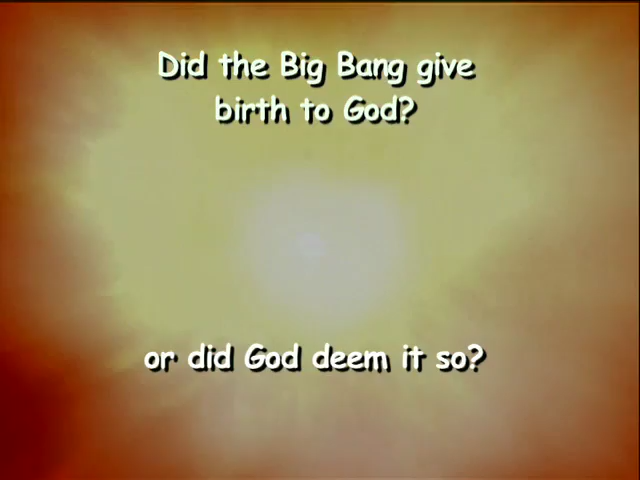 Did the Big Bang give
birth to God?
or did God deem it so?